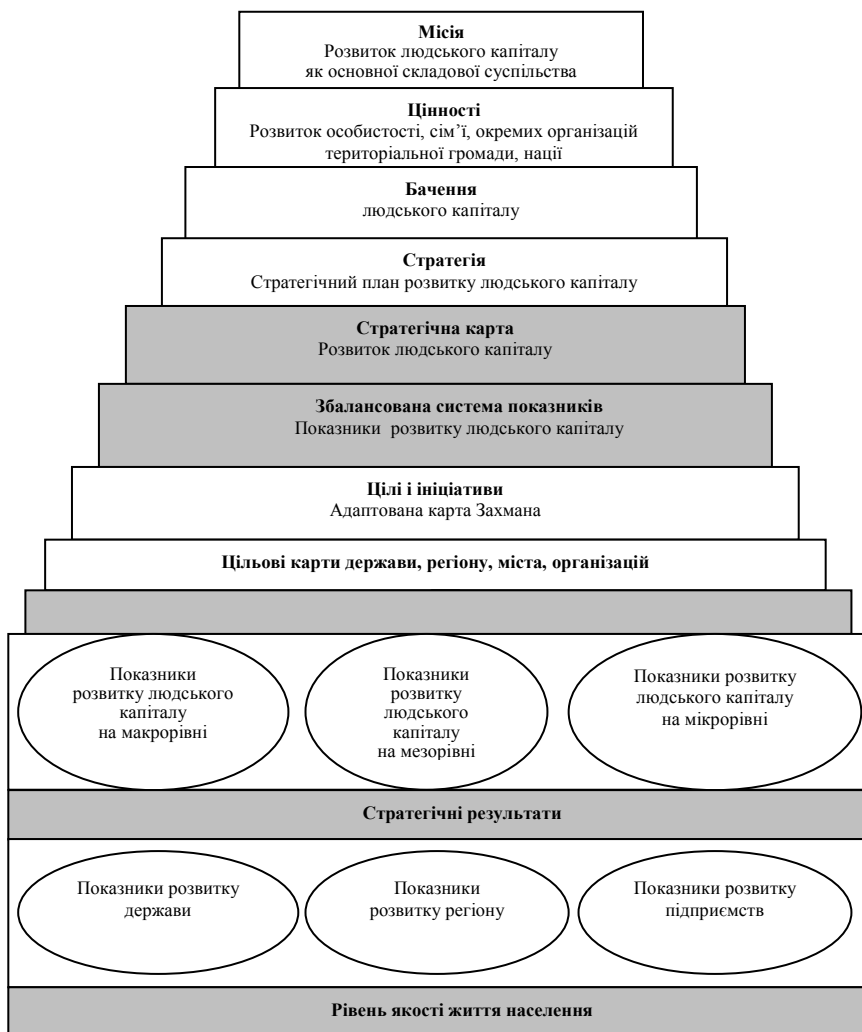 Місія
Розвиток людського капіталу
як основної складової суспільства
Цінності
Розвиток особистості, сім’ї, окремих організацій
територіальної громади, нації
Бачення
людського капіталу
Стратегія
Стратегічний план розвитку людського капіталу
Стратегічна карта
Розвиток людського капіталу
Збалансована система показників
Показники розвитку людського капіталу
Цілі і ініціативи
Адаптована карта Захмана
Цільові карти держави, регіону, міста, організацій
Показники
розвитку людського
капіталу
на макрорівні
Показники
розвитку
людського
капіталу
на мезорівні
Показники розвитку
людського капіталу
на мікрорівні
Стратегічні результати
Показники розвитку
держави
Показники
розвитку регіону
Показники розвитку
підприємств
Рівень якості життя населення